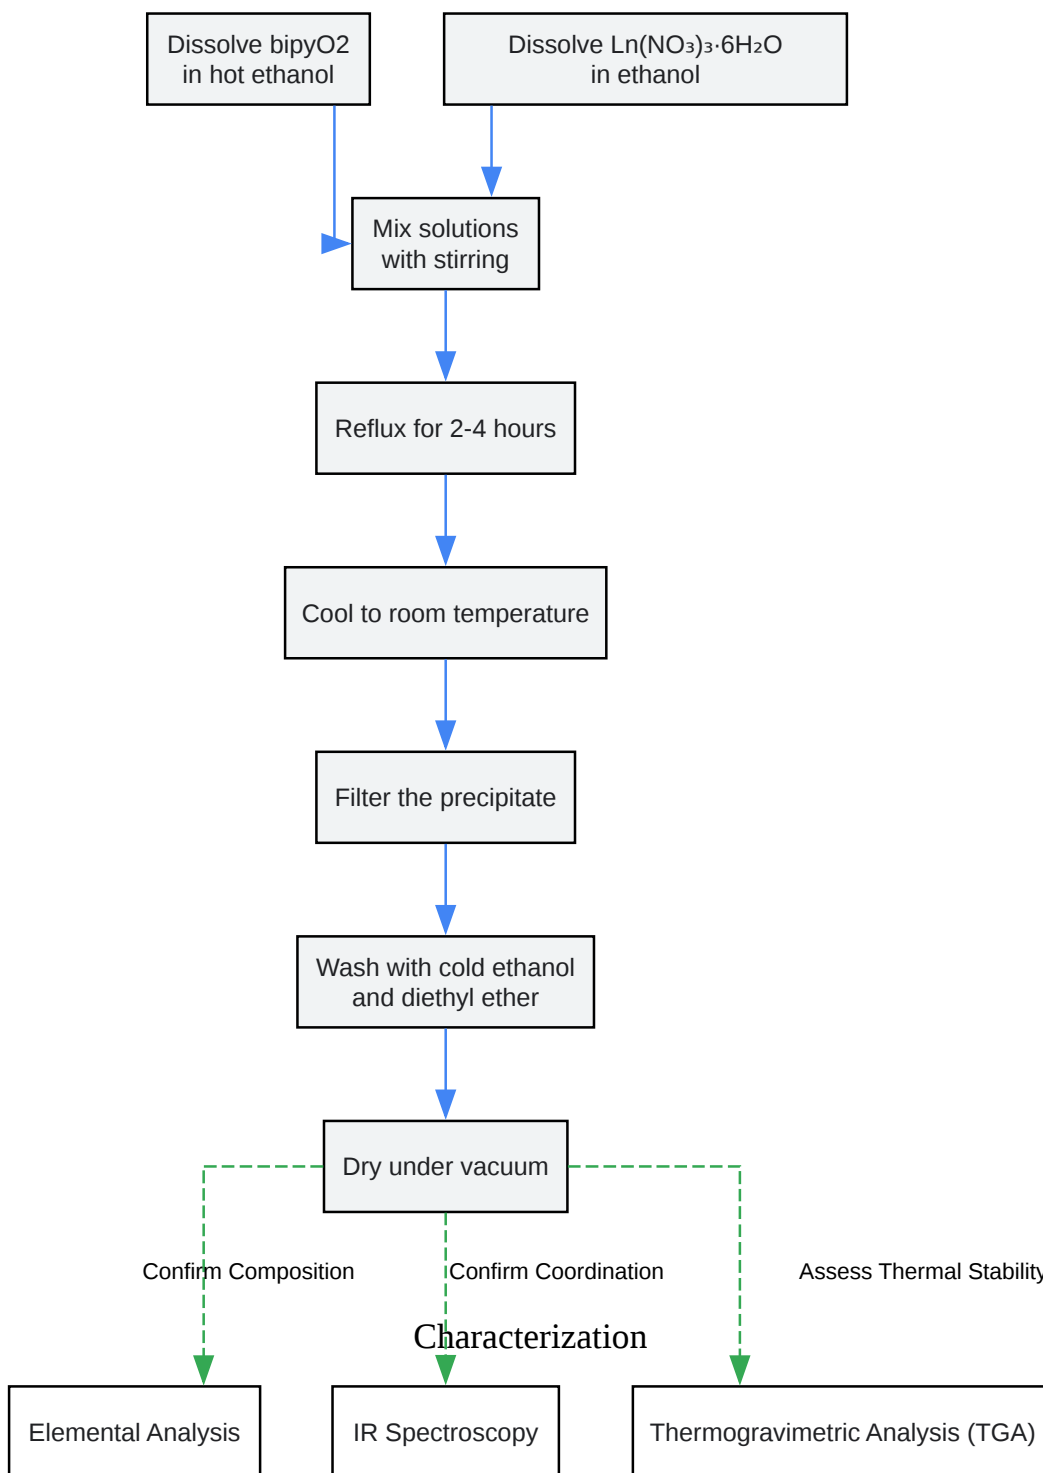 Dissolve bipyO2
in hot ethanol
Dissolve Ln(NO₃)₃·6H₂O
in ethanol
Mix solutions
with stirring
Reflux for 2-4 hours
Cool to room temperature
Filter the precipitate
Wash with cold ethanol
and diethyl ether
Dry under vacuum
Confirm Composition
Confirm Coordination
Assess Thermal Stability
Characterization
Elemental Analysis
IR Spectroscopy
Thermogravimetric Analysis (TGA)